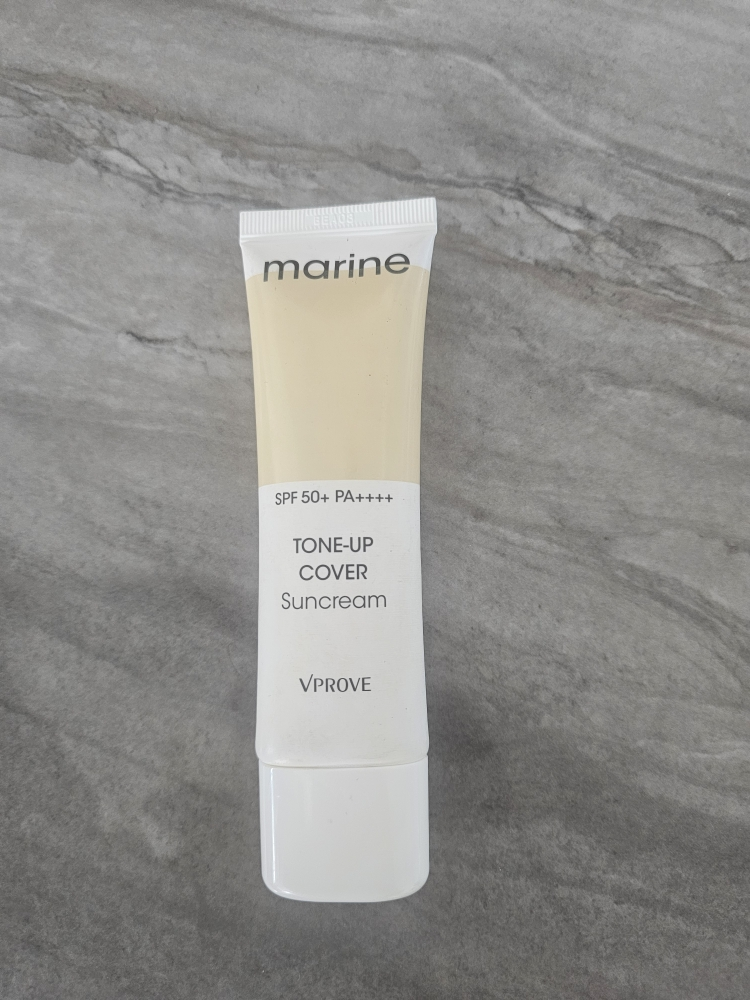 marine
SPF 50+ PA++++
TONE-UP
COVER
Suncream
VPROVE